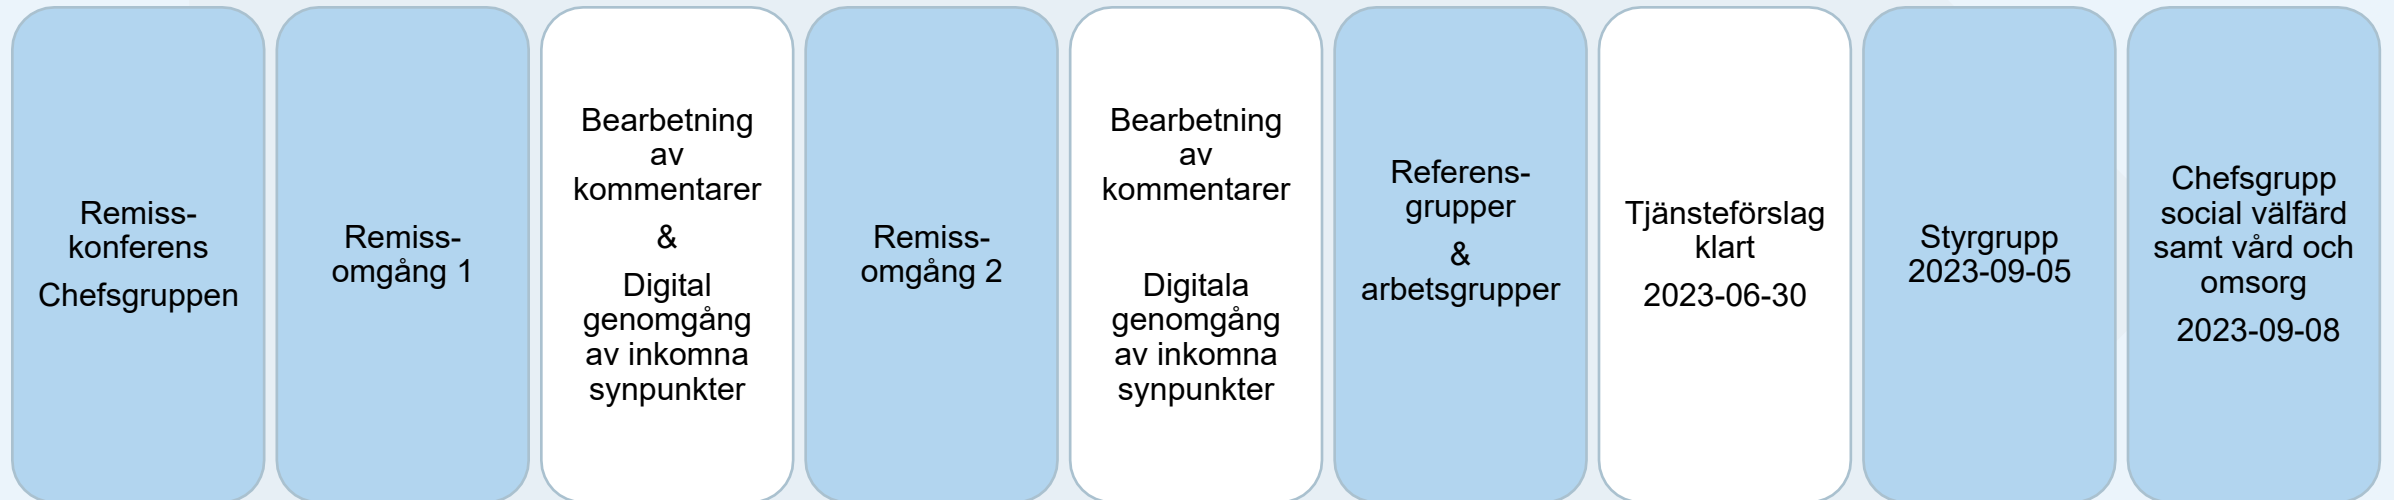 Remiss-
konferens
Chefsgruppen
Remiss-
omgång 1
Bearbetning
av
kommentarer
&
Digital
genomgång
av inkomna
synpunkter
Remiss-
omgång 2
Bearbetning
av
kommentarer
Digitala
genomgång
av inkomna
synpunkter
Referens-
grupper
&
arbetsgrupper
Tjänsteförslag
klart
2023-06-30
Styrgrupp
2023-09-05
Chefsgrupp
social välfärd
samt vård och
omsorg
2023-09-08